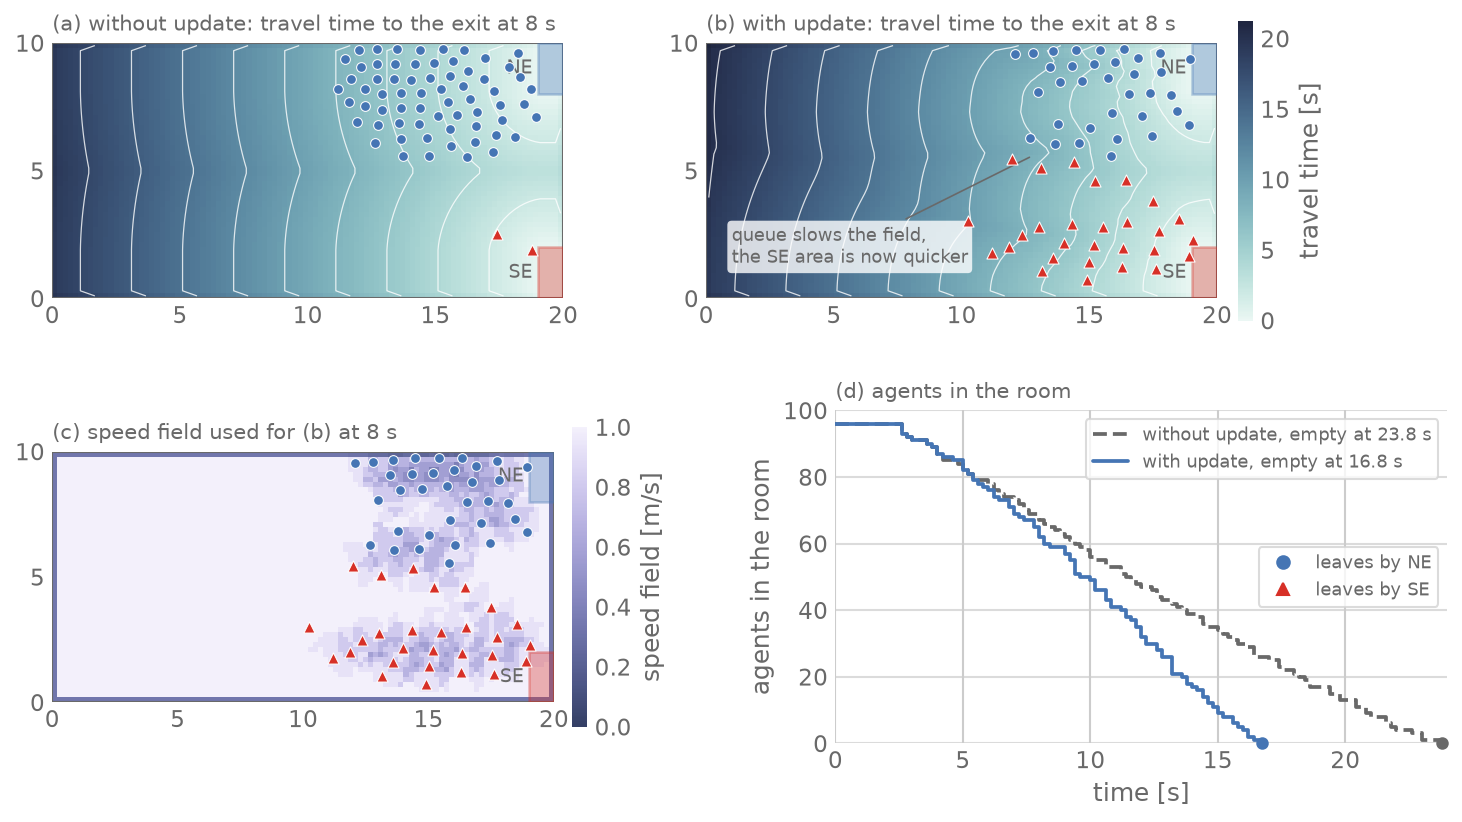 (a) without update: travel time to the exit at 8 s
10
5
0
0 5 10 15 20
NE
SE
(b) with update: travel time to the exit at 8 s
10
5
0
0 5 10 15 20
NE
SE
queue slows the field,
the SE area is now quicker
20
15
10
5
0
travel time [s]
(c) speed field used for (b) at 8 s
10
5
0
0 5 10 15 20
NE
SE
1.0
0.8
0.6
0.4
0.2
0.0
speed field [m/s]
(d) agents in the room
100
80
60
40
20
0
agents in the room
0 5 10 15 20
time [s]
without update, empty at 23.8 s
with update, empty at 16.8 s
leaves by NE
leaves by SE